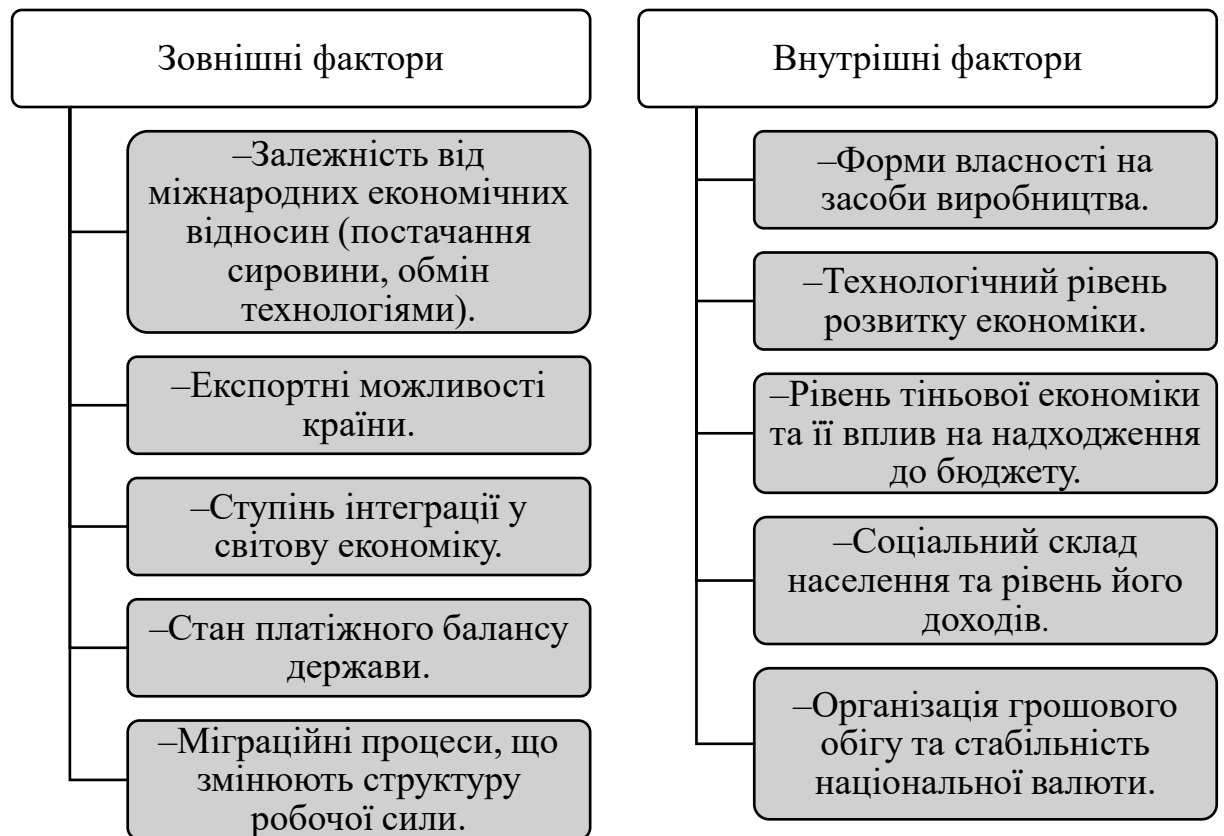 Зовнішні фактори
–Залежність від
міжнародних економічних
відносин (постачання
сировини, обмін
технологіями).
–Експортні можливості
країни.
–Ступінь інтеграції у
світову економіку.
–Стан платіжного балансу
держави.
–Міграційні процеси, що
змінюють структуру
робочої сили.
Внутрішні фактори
–Форми власності на
засоби виробництва.
–Технологічний рівень
розвитку економіки.
–Рівень тіньової економіки
та її вплив на надходження
до бюджету.
–Соціальний склад
населення та рівень його
доходів.
–Організація грошового
обігу та стабільність
національної валюти.